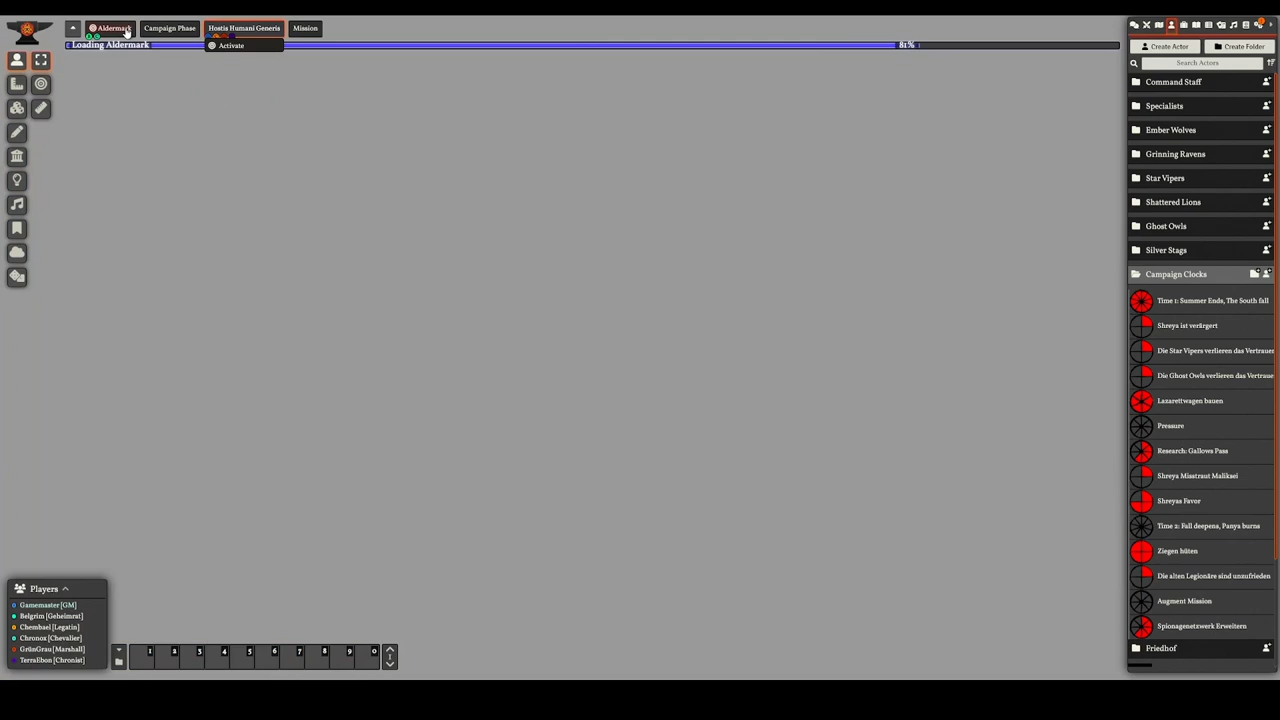 Aldermark
Campaign Phase
Hostis Humani Generis
Mission
Activate
Loading Aldermark
81%
Create Actor
Create Folder
Search Actors
Command Staff
Specialists
Ember Wolves
Grinning Ravens
Star Vipers
Shattered Lions
Ghost Owls
Silver Stags
Campaign Clocks
Time 1: Summer Ends, The South fall
Shreya ist verärgert
Die Star Vipers verlieren das Vertrauen
Die Ghost Owls verlieren das Vertraue
Lazarettwagen bauen
Pressure
Research: Gallows Pass
Shreya Misstraut Maliksei
Shreyas Favor
Time 2: Fall deepens, Panya burns
Ziegen hüten
Die alten Legionäre sind unzufrieden
Augment Mission
Spionagenetzwerk Erweitern
Friedhof
Players
Gamemaster [GM]
Belgrim [Geheimrat]
Chembael [Legatin]
Chronox [Chevalier]
GrünGrau [Marshall]
TerraEbon [Chronist]
1 2 3 4 5 6 7 8 9 0
1